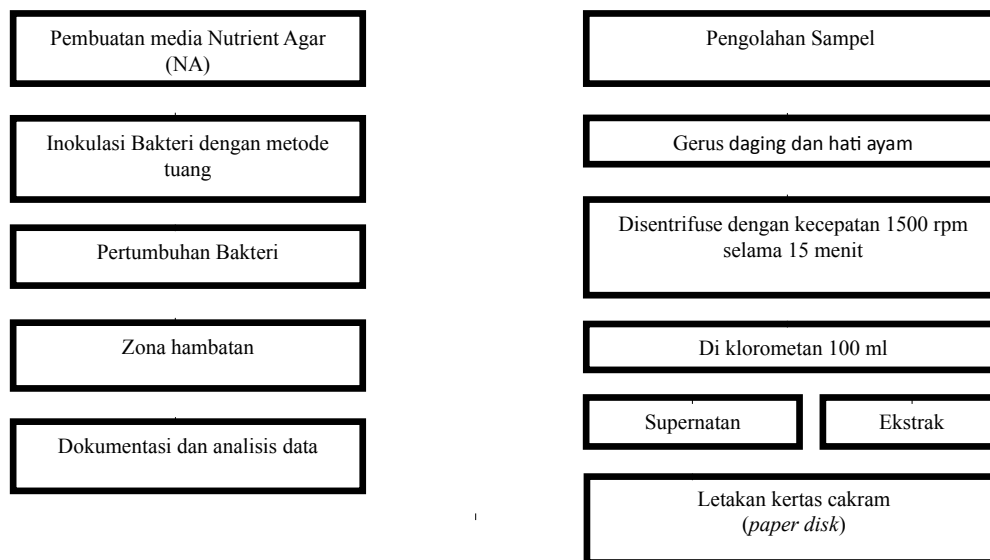 Pembuatan media Nutrient Agar
(NA)
Inokulasi Bakteri dengan metode
tuang
Pertumbuhan Bakteri
Zona hambatan
Dokumentasi dan analisis data
Pengolahan Sampel
Gerus daging dan hati ayam
Disentrifuse dengan kecepatan 1500 rpm
selama 15 menit
Di klorometan 100 ml
Supernatan
Ekstrak
Letakan kertas cakram
(paper disk)